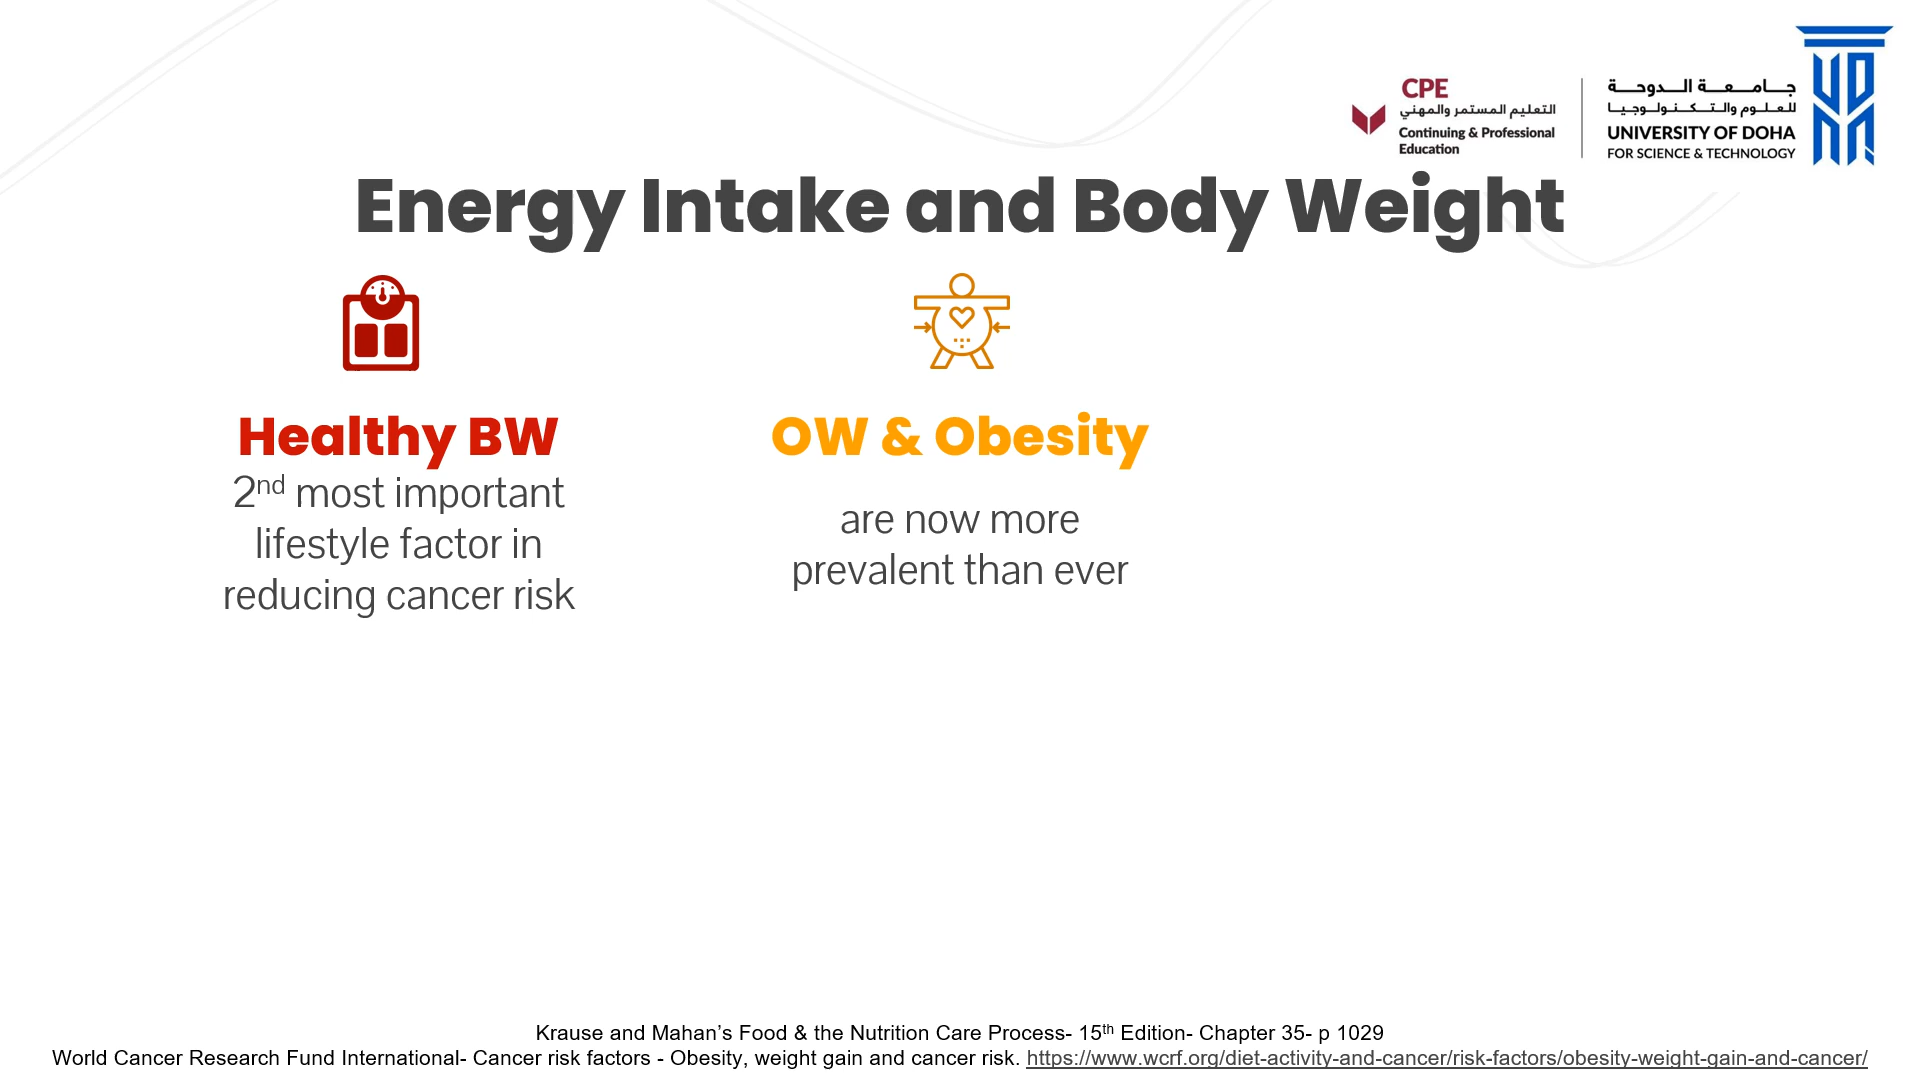 CPE
التعليم المستمر والمهني
Continuing & Professional
Education
جـامـــعـــة الـــدوحـــة
للـعـلـوم والـتـكـنـولـوجـيـا
UNIVERSITY OF DOHA
FOR SCIENCE & TECHNOLOGY
Energy Intake and Body Weight
Healthy BW
2nd most important
lifestyle factor in
reducing cancer risk
OW & Obesity
are now more
prevalent than ever
Krause and Mahan’s Food & the Nutrition Care Process- 15th Edition- Chapter 35- p 1029
World Cancer Research Fund International- Cancer risk factors - Obesity, weight gain and cancer risk. https://www.wcrf.org/diet-activity-and-cancer/risk-factors/obesity-weight-gain-and-cancer/